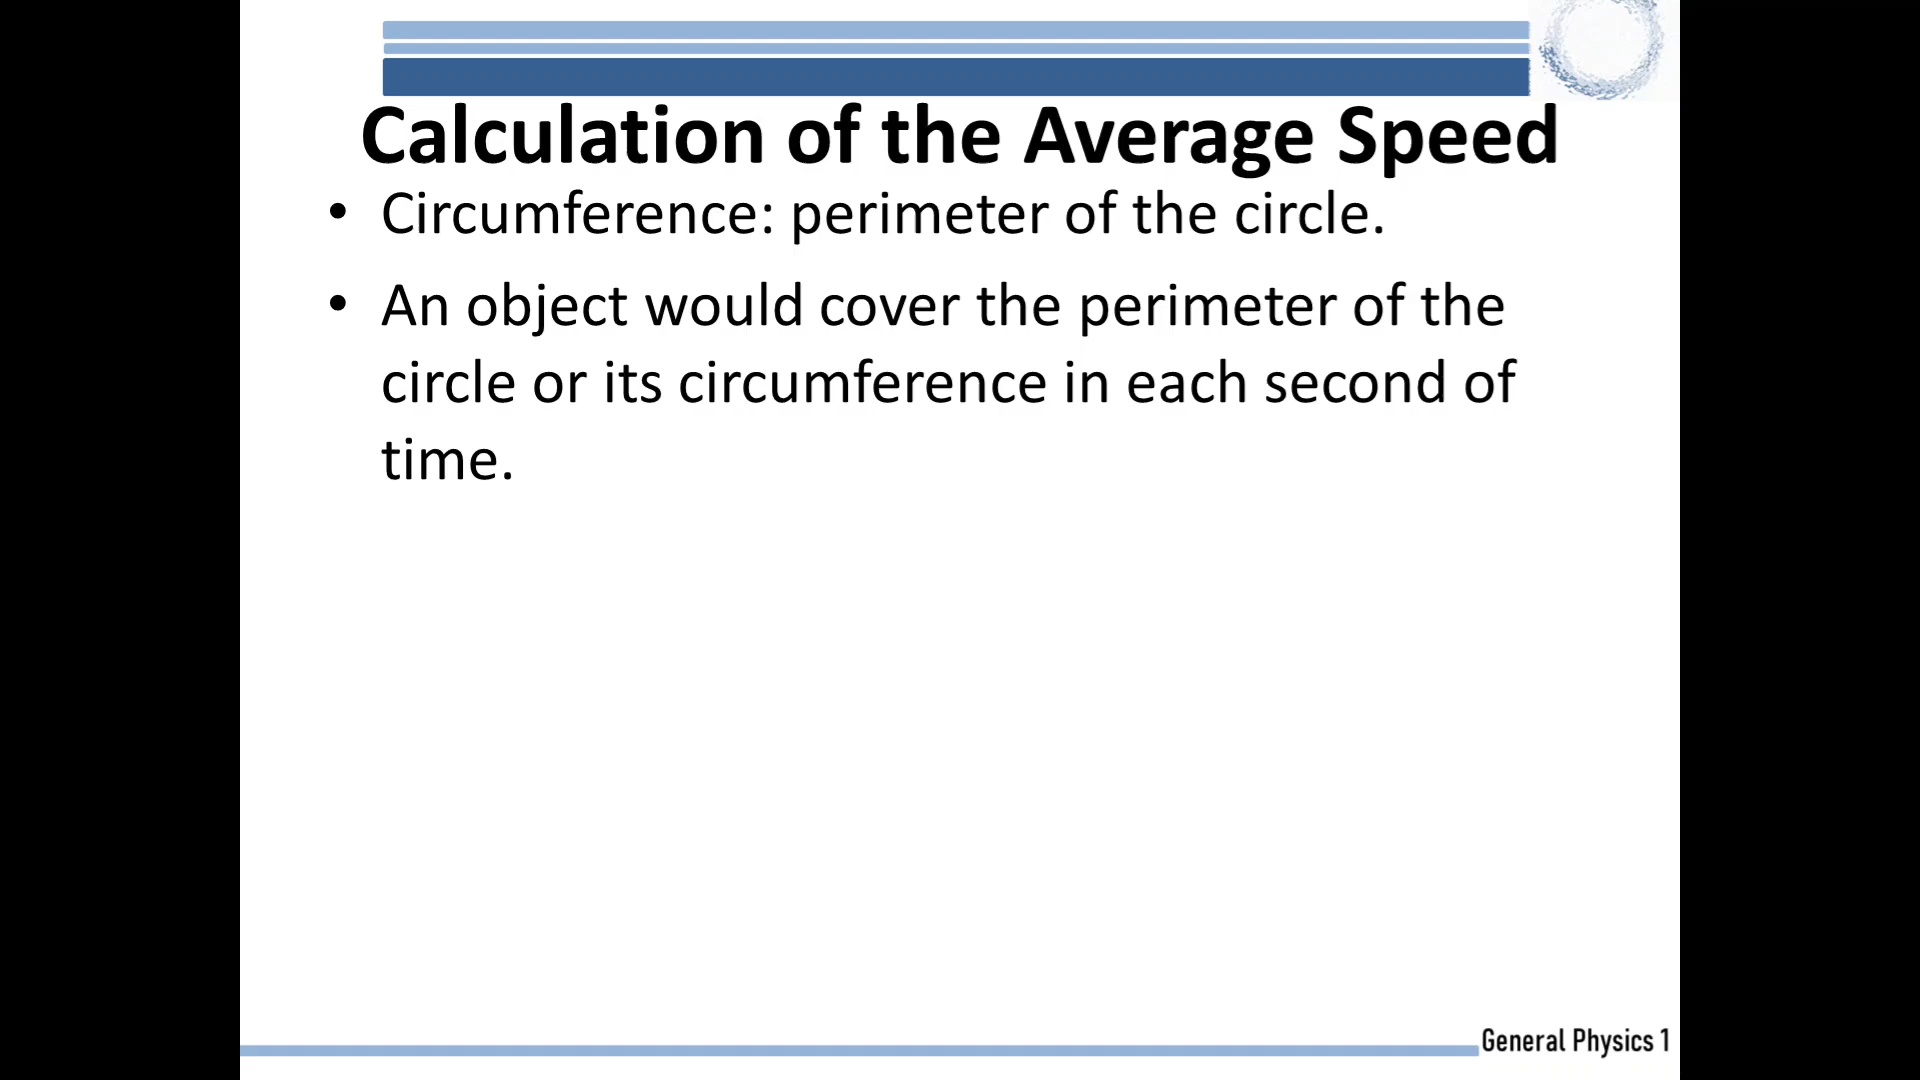 Calculation of the Average Speed
• Circumference: perimeter of the circle.
• An object would cover the perimeter of the
circle or its circumference in each second of
time.
General Physics 1